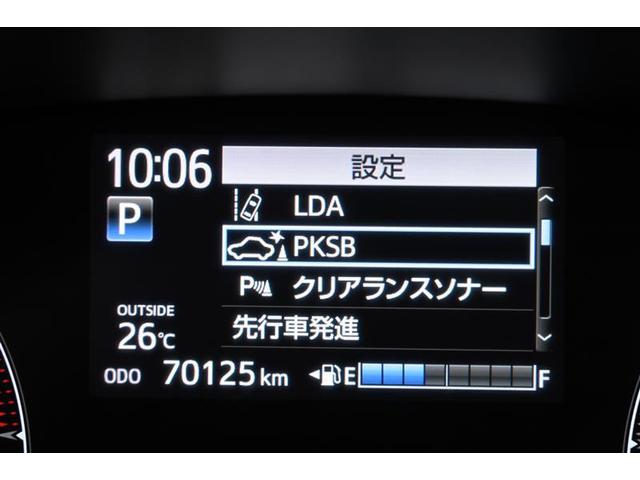 10:06
設定
P
LDA
PKSB
P クリアランスソナー
先行車発進
OUTSIDE
26℃
ODO 70125 km
E F